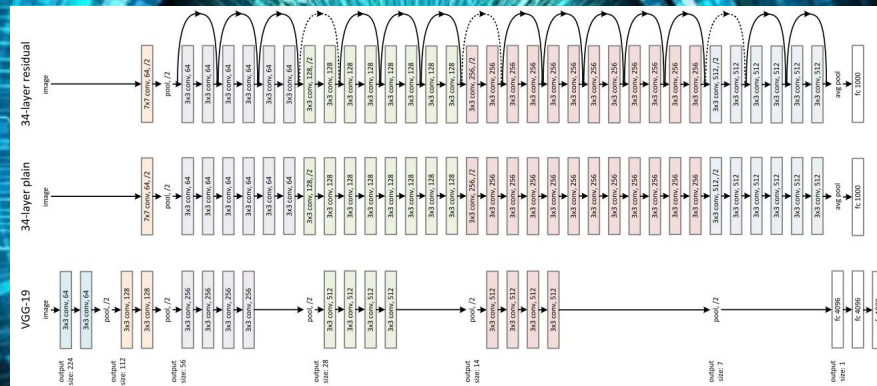 VGG-19
34-layer plain
34-layer residual
output
size: 224
output
size: 112
output
size: 56
output
size: 28
output
size: 14
output
size: 7
output
size: 1
image
3x3 conv, 64
3x3 conv, 64
pool, /2
3x3 conv, 128
3x3 conv, 128
pool, /2
3x3 conv, 256
3x3 conv, 256
3x3 conv, 256
3x3 conv, 256
pool, /2
3x3 conv, 512
3x3 conv, 512
3x3 conv, 512
3x3 conv, 512
pool, /2
3x3 conv, 512
3x3 conv, 512
3x3 conv, 512
3x3 conv, 512
pool, /2
fc 4096
fc 4096
image
7x7 conv, 64, /2
pool, /2
3x3 conv, 64
3x3 conv, 64
3x3 conv, 64
3x3 conv, 64
3x3 conv, 64
3x3 conv, 64
3x3 conv, 128, /2
3x3 conv, 128
3x3 conv, 128
3x3 conv, 128
3x3 conv, 128
3x3 conv, 128
3x3 conv, 128
3x3 conv, 128
3x3 conv, 256, /2
3x3 conv, 256
3x3 conv, 256
3x3 conv, 256
3x3 conv, 256
3x3 conv, 256
3x3 conv, 256
3x3 conv, 256
3x3 conv, 256
3x3 conv, 256
3x3 conv, 256
3x3 conv, 256
3x3 conv, 512, /2
3x3 conv, 512
3x3 conv, 512
3x3 conv, 512
3x3 conv, 512
3x3 conv, 512
avg pool
fc 1000
image
7x7 conv, 64, /2
pool, /2
3x3 conv, 64
3x3 conv, 64
3x3 conv, 64
3x3 conv, 64
3x3 conv, 64
3x3 conv, 64
3x3 conv, 128, /2
3x3 conv, 128
3x3 conv, 128
3x3 conv, 128
3x3 conv, 128
3x3 conv, 128
3x3 conv, 128
3x3 conv, 128
3x3 conv, 256, /2
3x3 conv, 256
3x3 conv, 256
3x3 conv, 256
3x3 conv, 256
3x3 conv, 256
3x3 conv, 256
3x3 conv, 256
3x3 conv, 256
3x3 conv, 256
3x3 conv, 256
3x3 conv, 256
3x3 conv, 512, /2
3x3 conv, 512
3x3 conv, 512
3x3 conv, 512
3x3 conv, 512
3x3 conv, 512
avg pool
fc 1000